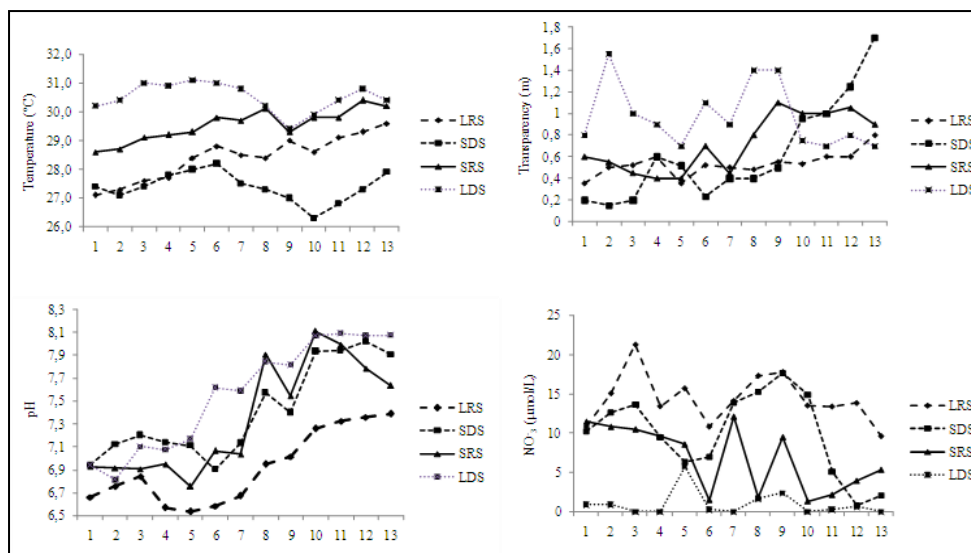 Temperature (°C)
32,0
31,0
30,0
29,0
28,0
27,0
26,0
1 2 3 4 5 6 7 8 9 10 11 12 13
LRS
SDS
SRS
LDS
Transparency (m)
1,8
1,6
1,4
1,2
1
0,8
0,6
0,4
0,2
0
1 2 3 4 5 6 7 8 9 10 11 12 13
LRS
SDS
SRS
LDS
pH
8,3
8,1
7,9
7,7
7,5
7,3
7,1
6,9
6,7
6,5
1 2 3 4 5 6 7 8 9 10 11 12 13
LRS
SDS
SRS
LDS
NO3 (µmol/L)
25
20
15
10
5
0
1 2 3 4 5 6 7 8 9 10 11 12 13
LRS
SDS
SRS
LDS